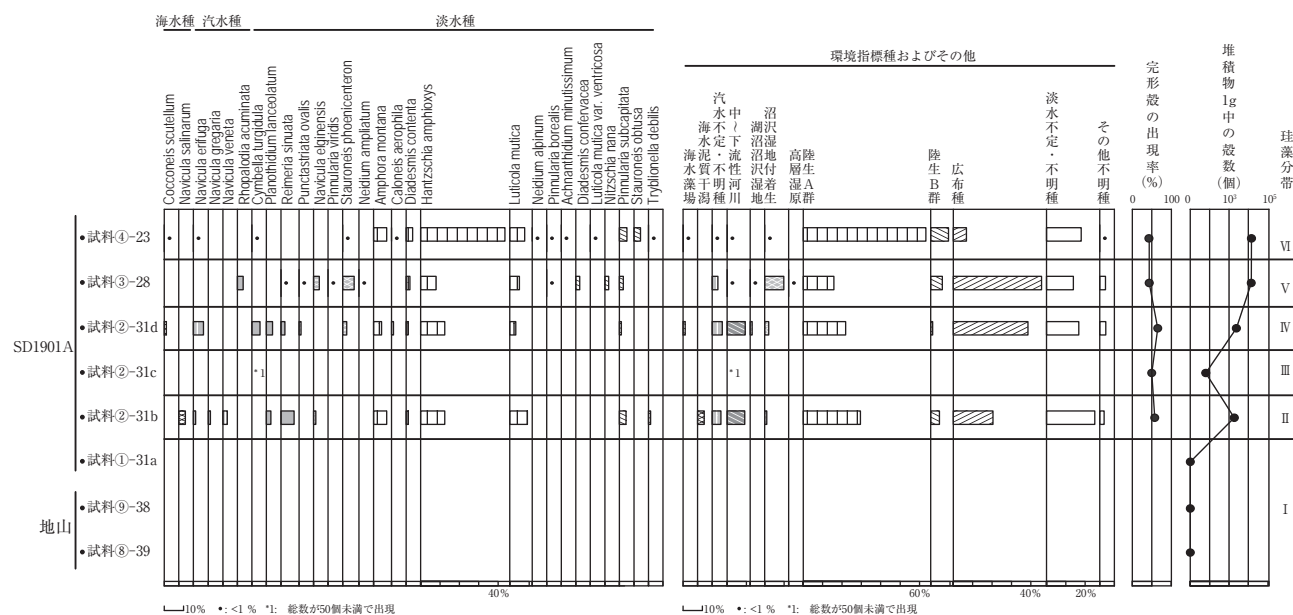 海水種 汽水種 淡水種
Cocconeis scutellum
Navicula salinarum
Navicula erifuga
Navicula gregaria
Navicula veneta
Rhopalodia acuminata
Cymbella turgidula
Planothidium lanceolatum
Reimeria sinuata
Punctastriata ovalis
Navicula elginensis
Pinnularia viridis
Stauroneis phoenicenteron
Neidium ampliatum
Amphora montana
Caloneis aerophila
Diadesmis contenta
Hantzschia amphioxys
Luticola mutica
Neidium alpinum
Pinnularia borealis
Achnanthidium minutissimum
Diadesmis confervacea
Luticola mutica var. ventricosa
Nitzschia nana
Pinnularia subcapitata
Stauroneis obtusa
Tryblionella debilis
環境指標種およびその他
海水藻場
海水泥質干潟
汽水不定・不明種
中～下流性河川
湖沼沼沢湿地
沼沢湿地付着生
高層湿原
陸生A群
陸生B群
広布種
淡水不定・不明種
その他不明種
完形殻の出現率(%)
堆積物1g中の殻数(個)
珪藻分帯
0 100 0 10³ 10⁵
試料④-23 Ⅵ
試料③-28 Ⅴ
試料②-31d Ⅳ
SD1901A
試料②-31c *1 *1 Ⅲ
試料②-31b Ⅱ
試料①-31a
試料⑨-38 Ⅰ
地山
試料⑧-39
40% 60% 40% 20%
10% •: <1 % *1: 総数が50個未満で出現
10% •: <1 % *1: 総数が50個未満で出現